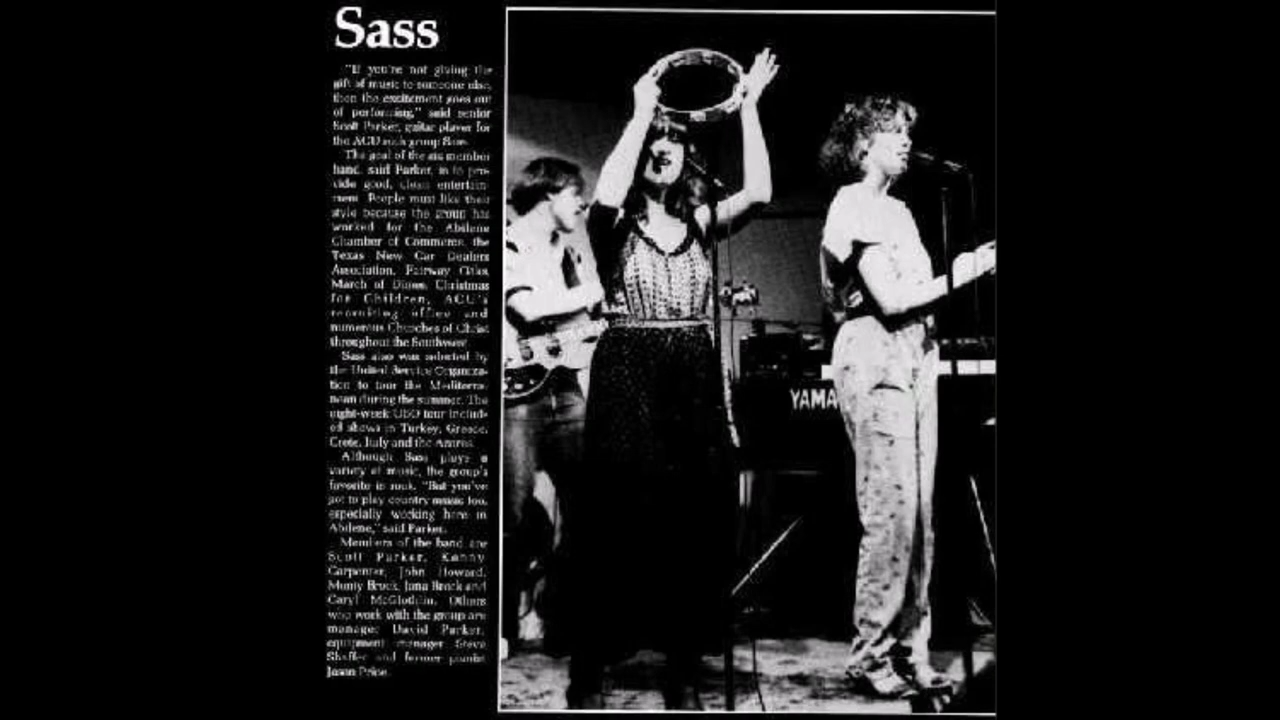 Sass
"If you're not giving the
gift of music to someone else,
then the excitement goes out
of performing," said senior
Scott Parker, guitar player for
the ACU rock group Sass.
The goal of the six member
band, said Parker, is to pro-
vide good, clean entertain-
ment. People must like their
style because the group has
worked for the Abilene
Chamber of Commerce, the
Texas New Car Dealers
Association, Fairway Oaks,
March of Dimes, Christmas
for Children, ACU's
recruiting office and
numerous Churches of Christ
throughout the Southwest.
Sass also was selected by
the United Service Organiza-
tion to tour the Mediterra-
nean during the summer. The
eight-week USO tour includ-
ed shows in Turkey, Greece,
Crete, Italy and the Azores.
Although Sass plays a
variety of music, the group's
favorite is rock. "But you've
got to play country music too,
especially working here in
Abilene," said Parker.
Members of the band are
Scott Parker, Kenny
Carpenter, John Howard,
Monty Brock, Jana Brock and
Caryl McGlothlin. Others
who work with the group are
manager David Parker,
equipment manager Steve
Shaffer and former pianist
Jason Prine.
YAMA